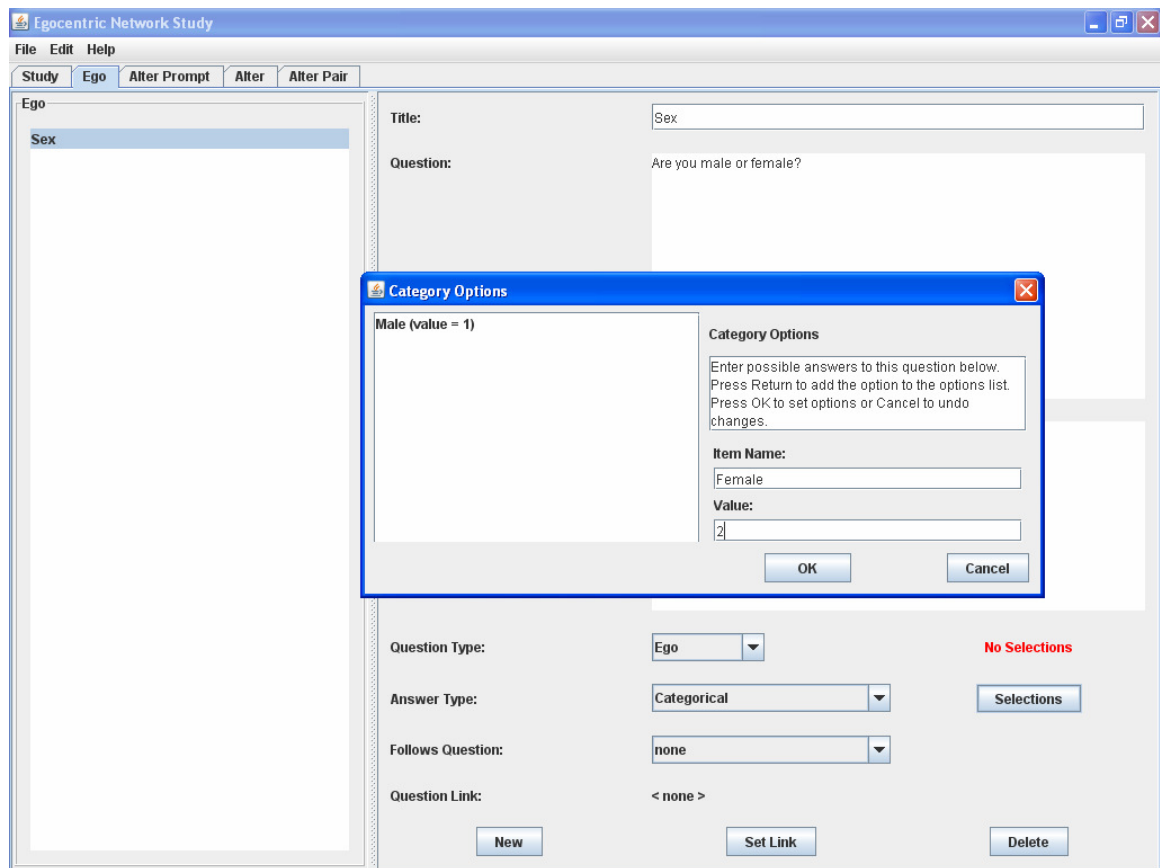 Egocentric Network Study
File Edit Help
Study Ego Alter Prompt Alter Alter Pair
Ego
Sex
Title:
Sex
Question:
Are you male or female?
Category Options
Male (value = 1)
Category Options
Enter possible answers to this question below.
Press Return to add the option to the options list.
Press OK to set options or Cancel to undo
changes.
Item Name:
Female
Value:
2
OK
Cancel
Question Type:
Ego
No Selections
Answer Type:
Categorical
Selections
Follows Question:
none
Question Link:
< none >
New
Set Link
Delete